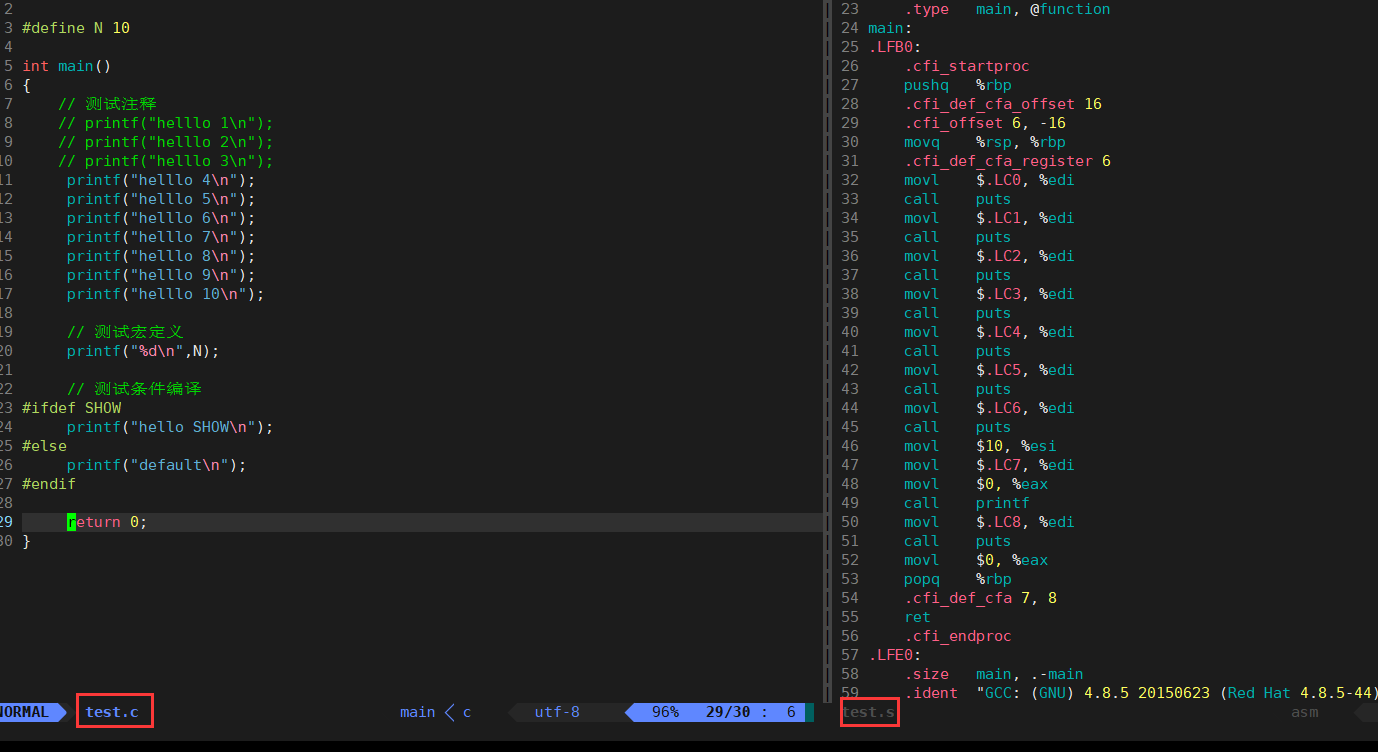 2
3 #define N 10
4
5 int main()
6 {
7     // 测试注释
8     // printf("helllo 1\n");
9     // printf("helllo 2\n");
10     // printf("helllo 3\n");
11      printf("helllo 4\n");
12      printf("helllo 5\n");
13      printf("helllo 6\n");
14      printf("helllo 7\n");
15      printf("helllo 8\n");
16      printf("helllo 9\n");
17      printf("helllo 10\n");
18
19      // 测试宏定义
20      printf("%d\n",N);
21
22      // 测试条件编译
23 #ifdef SHOW
24      printf("hello SHOW\n");
25 #else
26      printf("default\n");
27 #endif
28
29      return 0;
30 }
NORMAL test.c main < c utf-8 96% 29/30 : 6
23     .type   main, @function
24 main:
25 .LFB0:
26     .cfi_startproc
27     pushq   %rbp
28     .cfi_def_cfa_offset 16
29     .cfi_offset 6, -16
30     movq    %rsp, %rbp
31     .cfi_def_cfa_register 6
32     movl    $.LC0, %edi
33     call    puts
34     movl    $.LC1, %edi
35     call    puts
36     movl    $.LC2, %edi
37     call    puts
38     movl    $.LC3, %edi
39     call    puts
40     movl    $.LC4, %edi
41     call    puts
42     movl    $.LC5, %edi
43     call    puts
44     movl    $.LC6, %edi
45     call    puts
46     movl    $10, %esi
47     movl    $.LC7, %edi
48     movl    $0, %eax
49     call    printf
50     movl    $.LC8, %edi
51     call    puts
52     movl    $0, %eax
53     popq    %rbp
54     .cfi_def_cfa 7, 8
55     ret
56     .cfi_endproc
57 .LFE0:
58     .size   main, .-main
59     .ident  "GCC: (GNU) 4.8.5 20150623 (Red Hat 4.8.5-44)
test.s asm